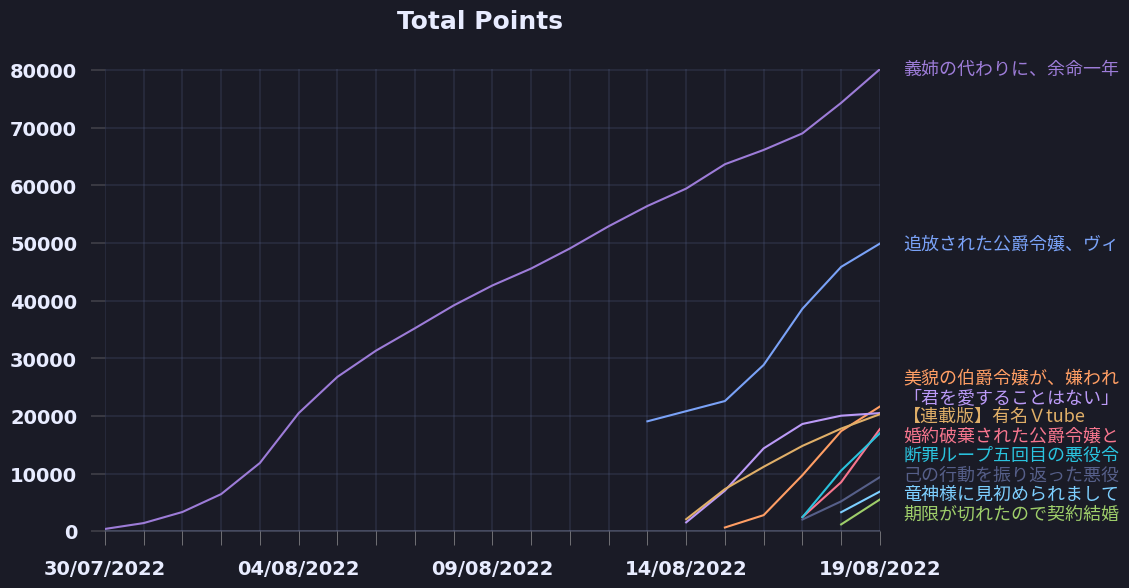 Total Points
80000
70000
60000
50000
40000
30000
20000
10000
0
30/07/2022
04/08/2022
09/08/2022
14/08/2022
19/08/2022
義姉の代わりに、余命一年
追放された公爵令嬢、ヴィ
美貌の伯爵令嬢が、嫌われ
「君を愛することはない」
【連載版】有名Ｖtube
婚約破棄された公爵令嬢と
断罪ループ五回目の悪役令
己の行動を振り返った悪役
竜神様に見初められまして
期限が切れたので契約結婚